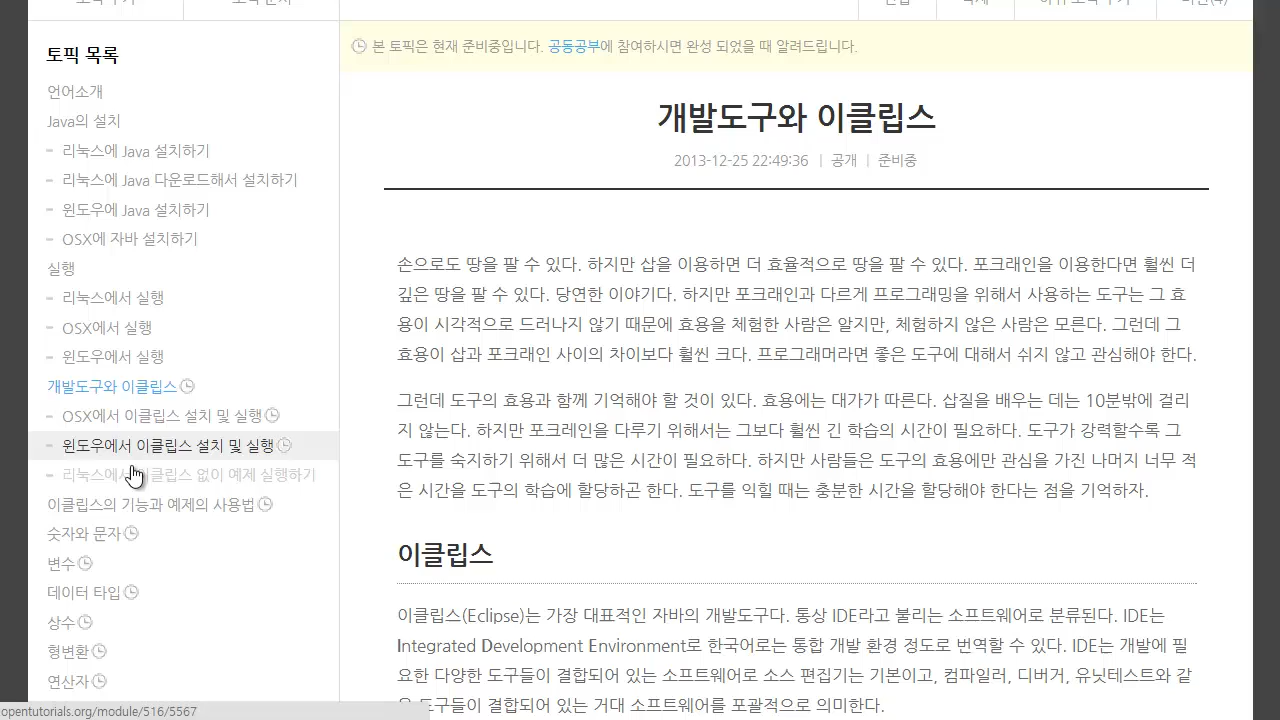 토픽 목록
언어소개
Java의 설치
리눅스에 Java 설치하기
리눅스에 Java 다운로드해서 설치하기
윈도우에 Java 설치하기
OSX에 자바 설치하기
실행
리눅스에서 실행
OSX에서 실행
윈도우에서 실행
개발도구와 이클립스
OSX에서 이클립스 설치 및 실행
윈도우에서 이클립스 설치 및 실행
리눅스에서 이클립스 없이 예제 실행하기
이클립스의 기능과 예제의 사용법
숫자와 문자
변수
데이터 타입
상수
형변환
연산자
opentutorials.org/module/516/5567
본 토픽은 현재 준비중입니다. 공동공부에 참여하시면 완성 되었을 때 알려드립니다.
개발도구와 이클립스
2013-12-25 22:49:36 | 공개 | 준비중
손으로도 땅을 팔 수 있다. 하지만 삽을 이용하면 더 효율적으로 땅을 팔 수 있다. 포크래인을 이용한다면 훨씬 더
깊은 땅을 팔 수 있다. 당연한 이야기다. 하지만 포크래인과 다르게 프로그래밍을 위해서 사용하는 도구는 그 효
용이 시각적으로 드러나지 않기 때문에 효용을 체험한 사람은 알지만, 체험하지 않은 사람은 모른다. 그런데 그
효용이 삽과 포크래인 사이의 차이보다 훨씬 크다. 프로그래머라면 좋은 도구에 대해서 쉬지 않고 관심해야 한다.
그런데 도구의 효용과 함께 기억해야 할 것이 있다. 효용에는 대가가 따른다. 삽질을 배우는 데는 10분밖에 걸리
지 않는다. 하지만 포크레인을 다루기 위해서는 그보다 훨씬 긴 학습의 시간이 필요하다. 도구가 강력할수록 그
도구를 숙지하기 위해서 더 많은 시간이 필요하다. 하지만 사람들은 도구의 효용에만 관심을 가진 나머지 너무 적
은 시간을 도구의 학습에 할당하곤 한다. 도구를 익힐 때는 충분한 시간을 할당해야 한다는 점을 기억하자.
이클립스
이클립스(Eclipse)는 가장 대표적인 자바의 개발도구다. 통상 IDE라고 불리는 소프트웨어로 분류된다. IDE는
Integrated Development Environment로 한국어로는 통합 개발 환경 정도로 번역할 수 있다. IDE는 개발에 필
요한 다양한 도구들이 결합되어 있는 소프트웨어로 소스 편집기는 기본이고, 컴파일러, 디버거, 유닛테스트와 같
은 도구들이 결합되어 있는 거대 소프트웨어를 포괄적으로 의미한다.